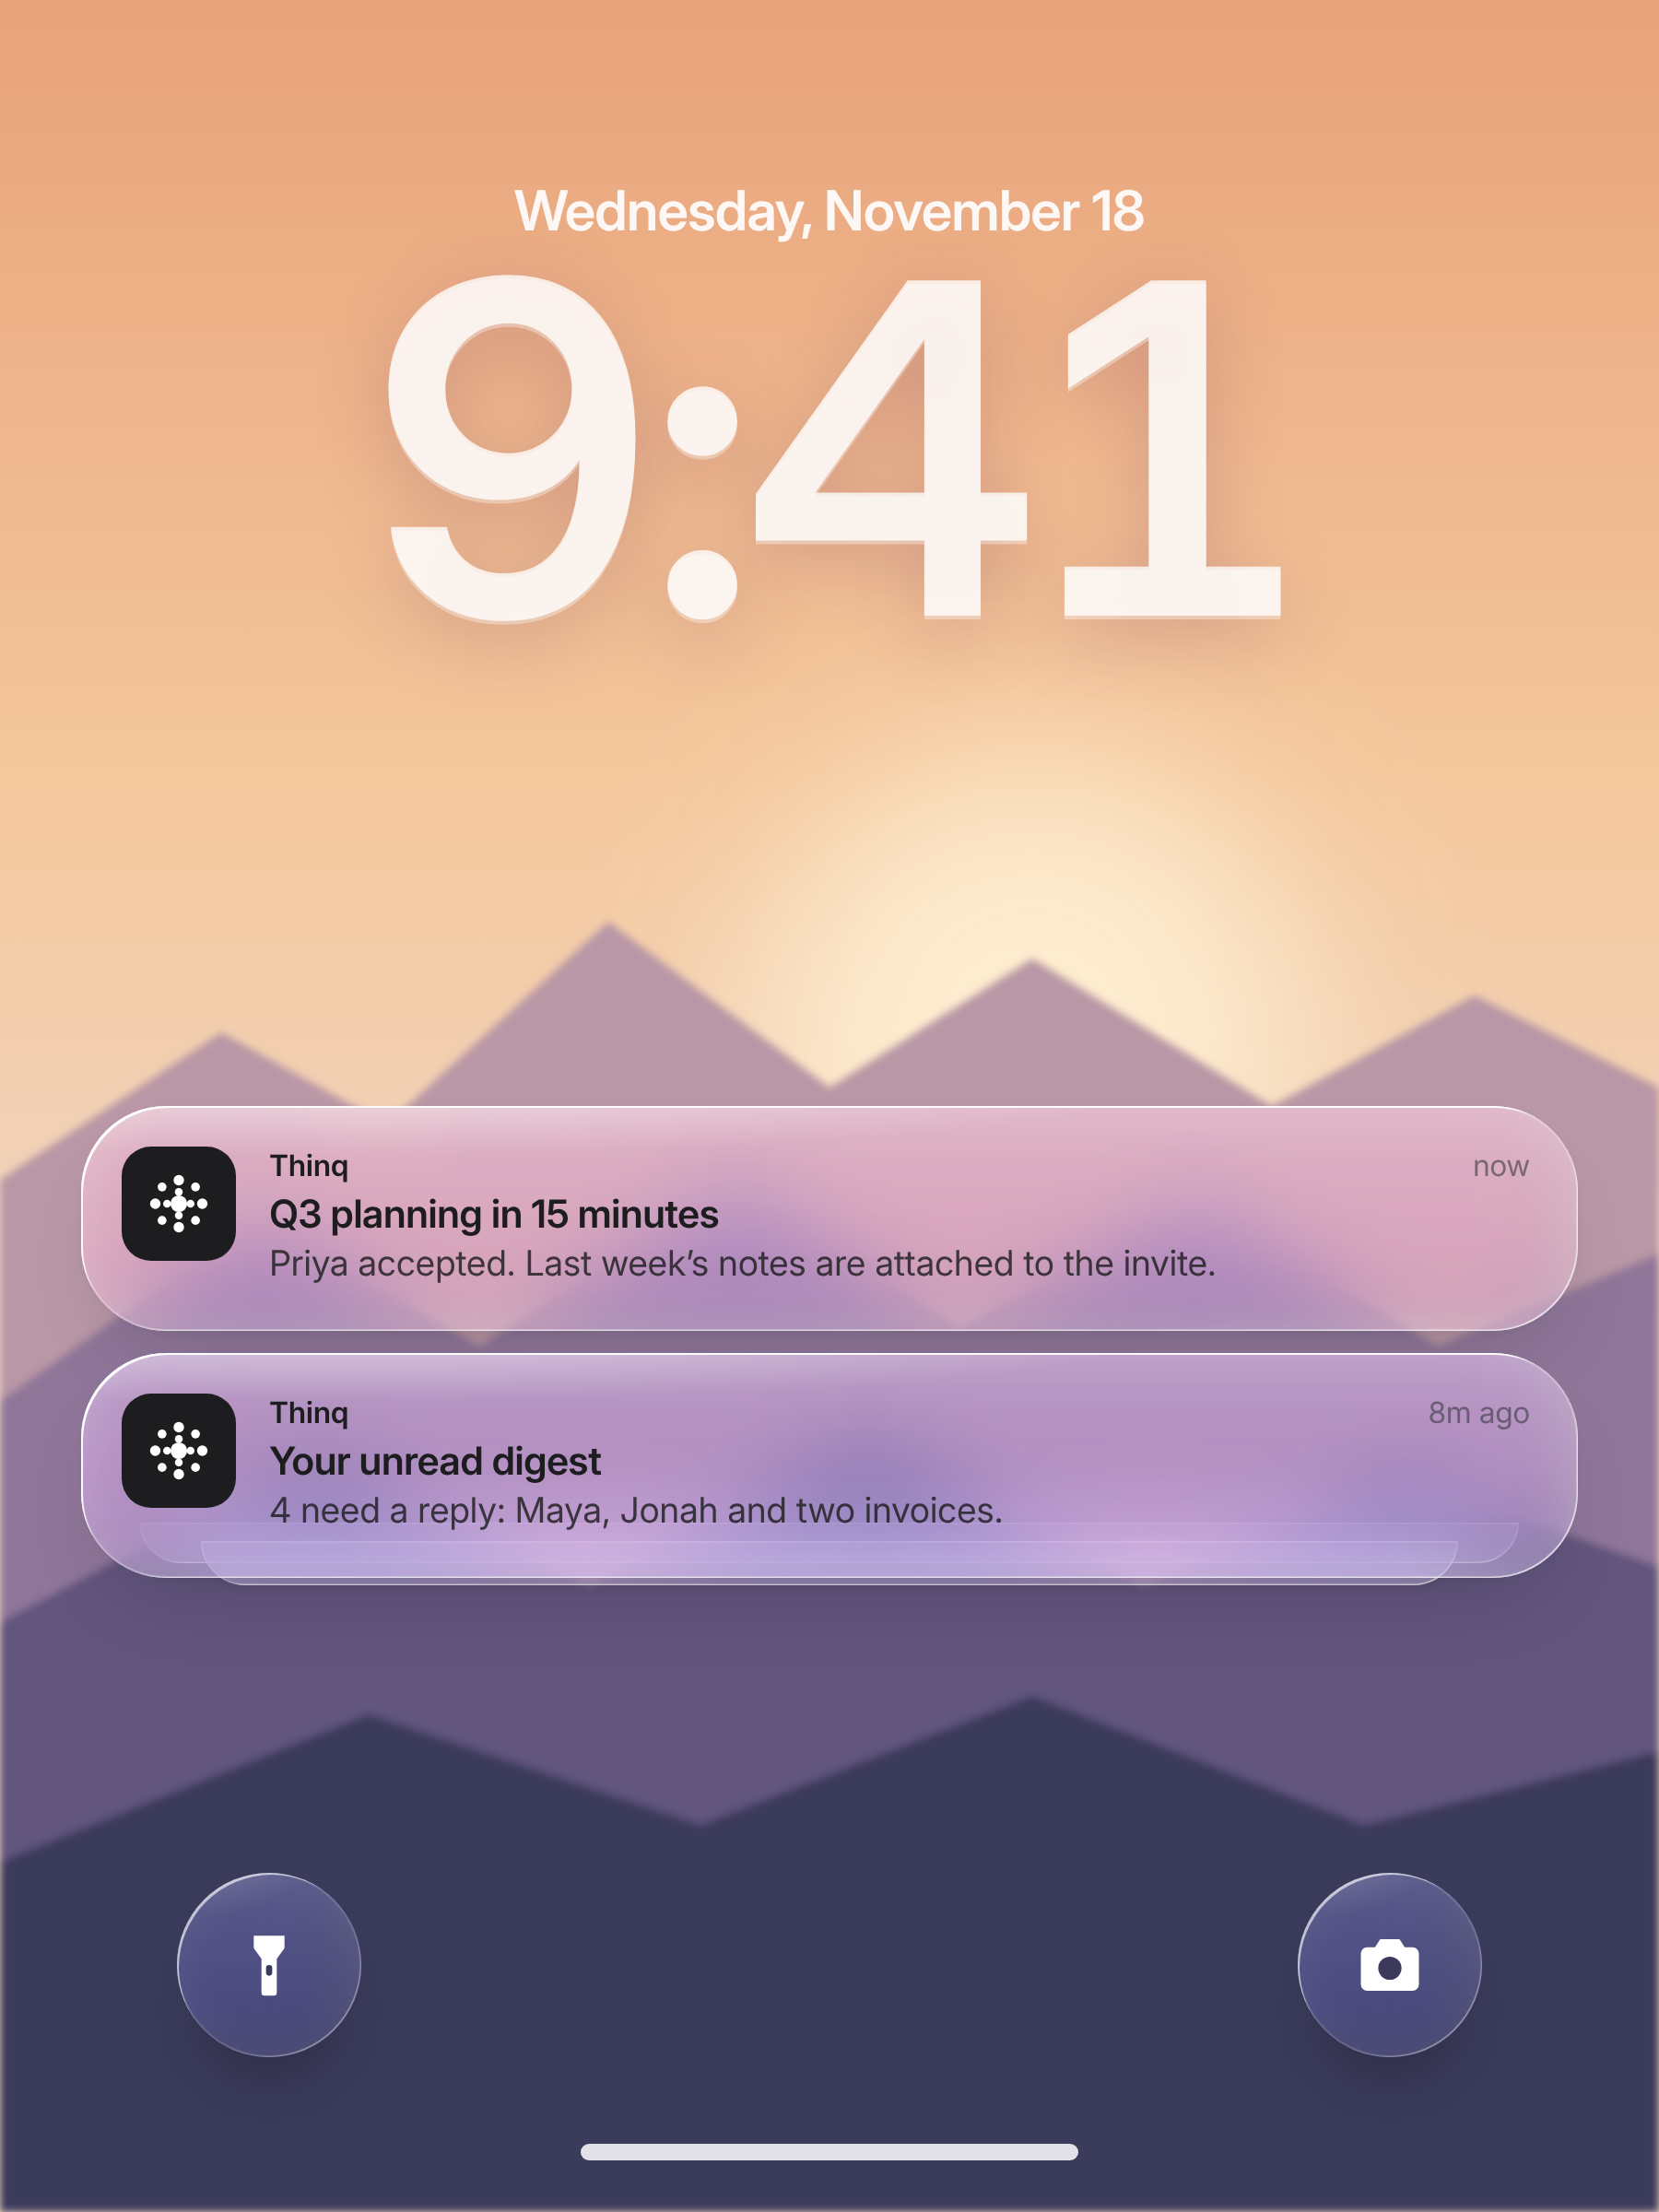 Wednesday, November 18
9:41
Thinq
now
Q3 planning in 15 minutes
Priya accepted. Last week’s notes are attached to the invite.
Thinq
8m ago
Your unread digest
4 need a reply: Maya, Jonah and two invoices.